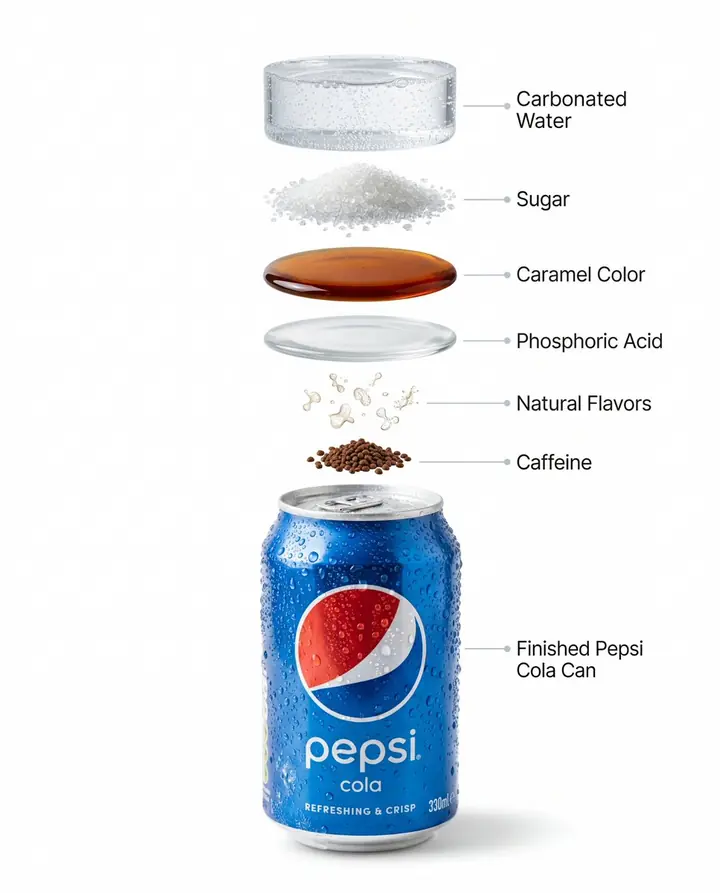 Carbonated
Water
Sugar
Caramel Color
Phosphoric Acid
Natural Flavors
Caffeine
Finished Pepsi
Cola Can
pepsi
cola
REFRESHING & CRISP
330ml